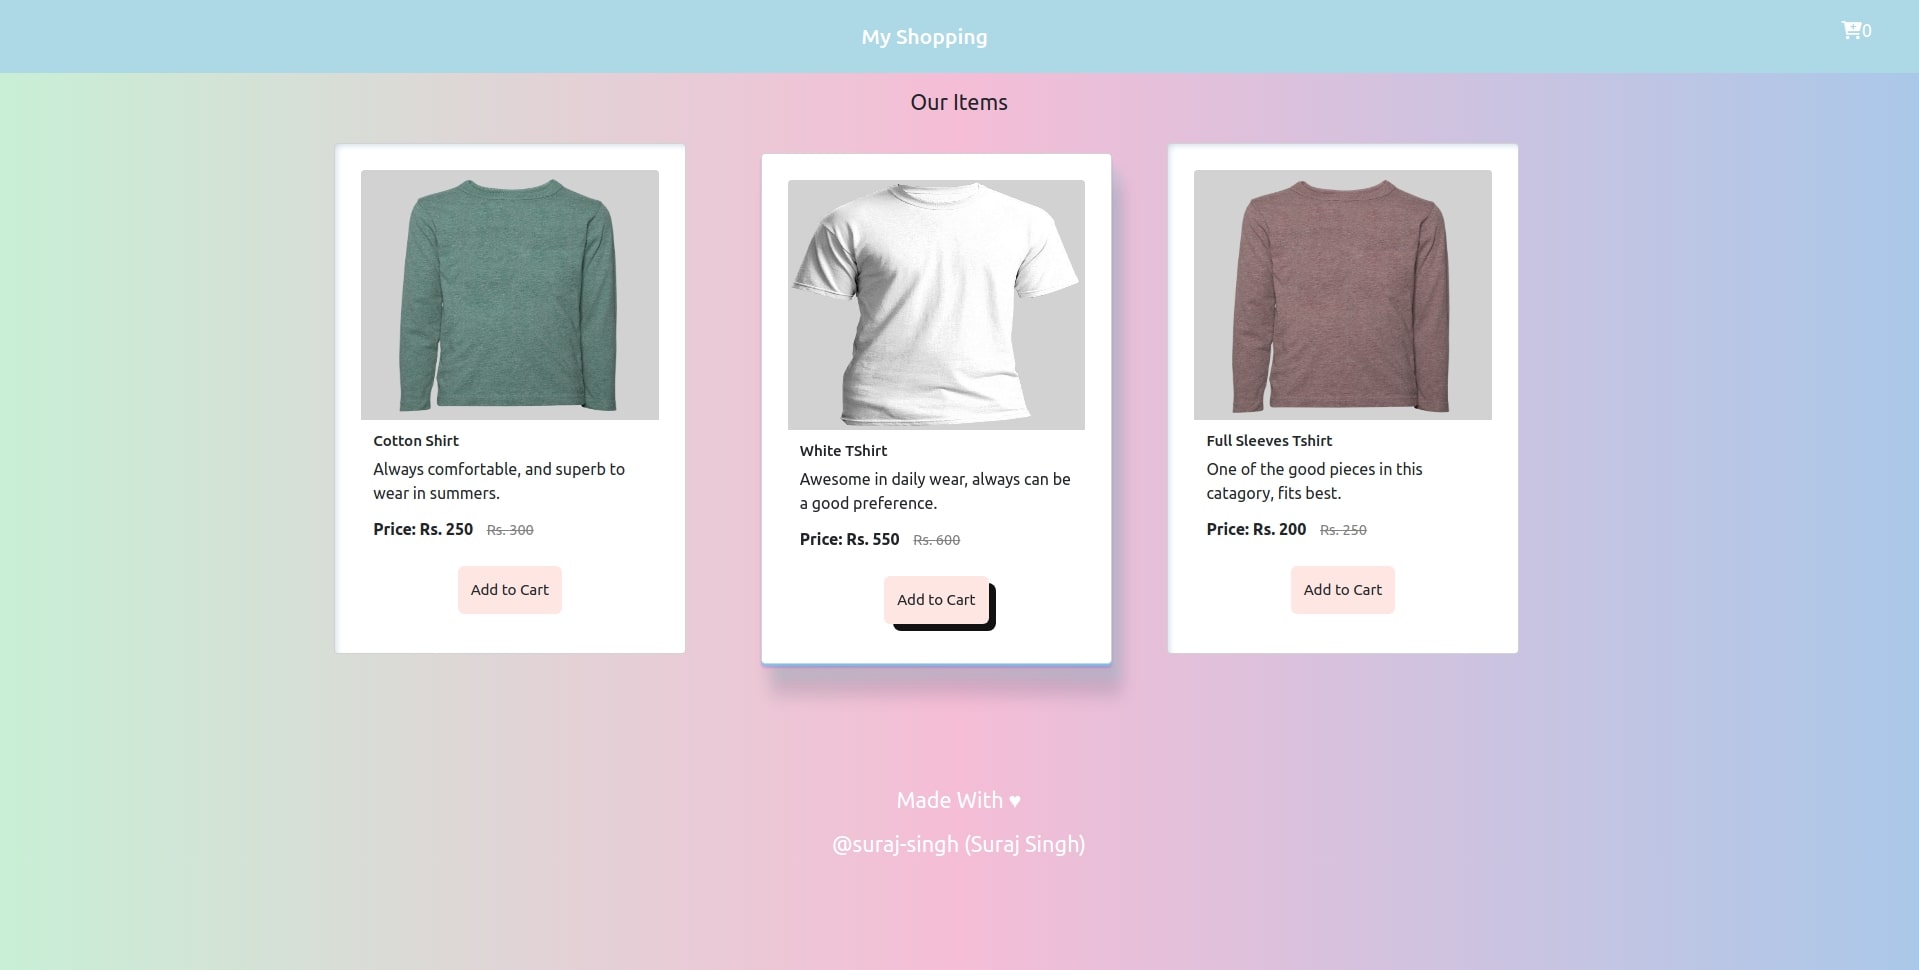 My Shopping
0
Our Items
Cotton Shirt
Always comfortable, and superb to
wear in summers.
Price: Rs. 250 Rs. 300
Add to Cart
White TShirt
Awesome in daily wear, always can be
a good preference.
Price: Rs. 550 Rs. 600
Add to Cart
Full Sleeves Tshirt
One of the good pieces in this
catagory, fits best.
Price: Rs. 200 Rs. 250
Add to Cart
Made With ♥
@suraj-singh (Suraj Singh)